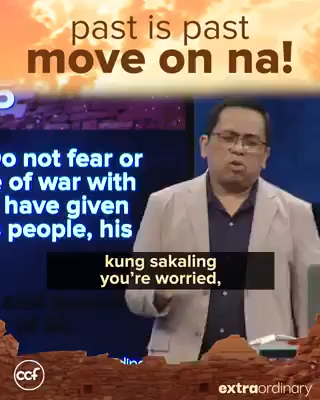 past is past
move on na!
o not fear or
of war with
have given
people, his
kung sakaling
you're worried,
ccf
extraordinary